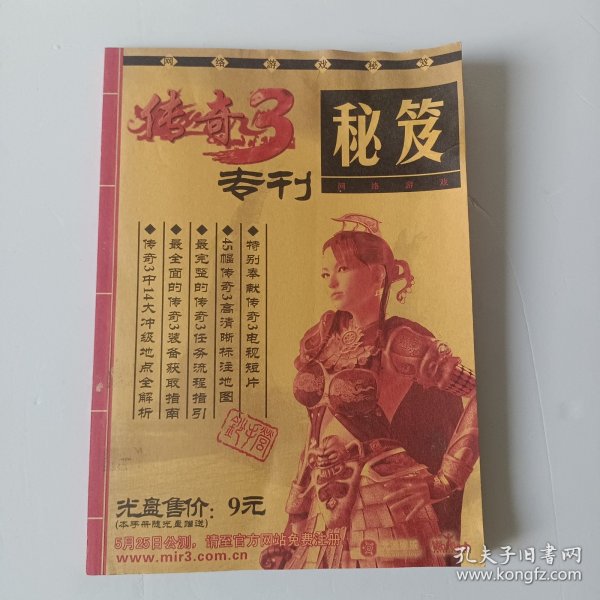 网络游戏秘笈
传奇3
专刊
秘笈
网络游戏
◆特别奉献传奇3电视短片
◆45幅传奇3高清晰标注地图
◆最完整的传奇3任务流程指引
◆最全面的传奇3装备获取指南
◆传奇3中14大冲级地点全解析
光盘售价：9元
(本手册随光盘赠送)
5月25日公测，请至官方网站免费注册
www.mir3.com.cn
孔夫子旧书网
www.kongfz.com